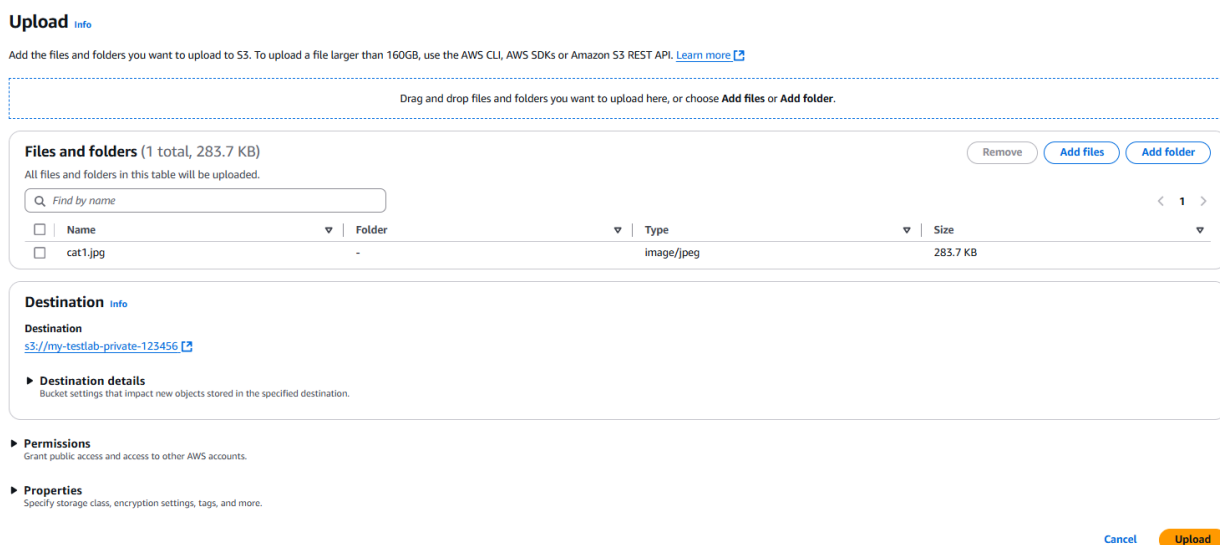 Upload Info
Add the files and folders you want to upload to S3. To upload a file larger than 160GB, use the AWS CLI, AWS SDKs or Amazon S3 REST API. Learn more
Drag and drop files and folders you want to upload here, or choose Add files or Add folder.
Files and folders (1 total, 283.7 KB)
Remove Add files Add folder
All files and folders in this table will be uploaded.
Find by name
1
Name Folder Type Size
cat1.jpg - image/jpeg 283.7 KB
Destination Info
Destination
s3://my-testlab-private-123456
Destination details
Bucket settings that impact new objects stored in the specified destination.
Permissions
Grant public access and access to other AWS accounts.
Properties
Specify storage class, encryption settings, tags, and more.
Cancel Upload